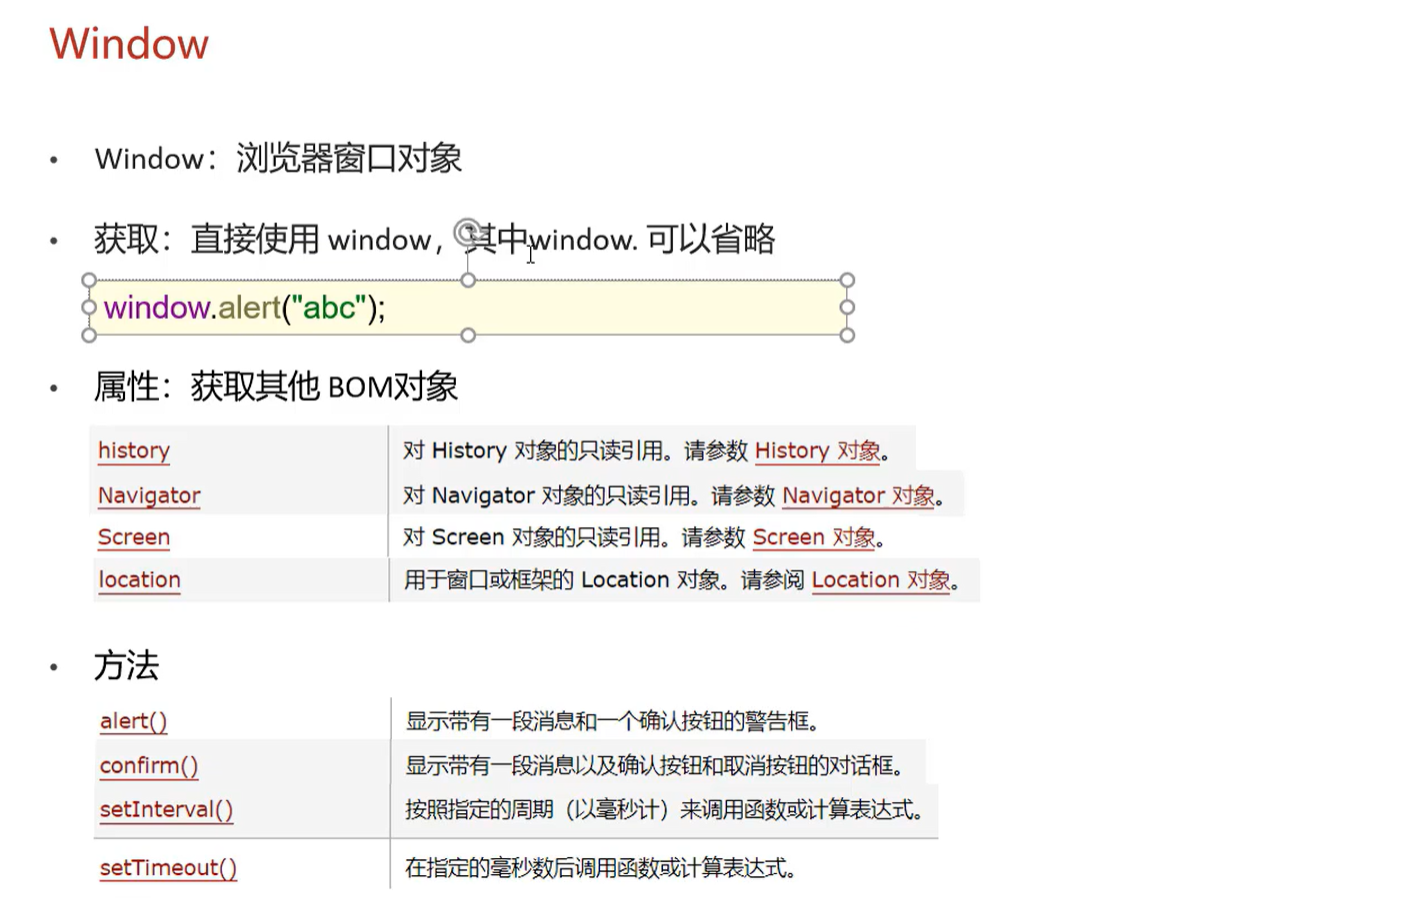 Window
• Window：浏览器窗口对象
• 获取：直接使用 window，其中window. 可以省略
window.alert("abc");
• 属性：获取其他 BOM对象
history 对 History 对象的只读引用。请参数 History 对象。
Navigator 对 Navigator 对象的只读引用。请参数 Navigator 对象。
Screen 对 Screen 对象的只读引用。请参数 Screen 对象。
location 用于窗口或框架的 Location 对象。请参阅 Location 对象。
• 方法
alert() 显示带有一段消息和一个确认按钮的警告框。
confirm() 显示带有一段消息以及确认按钮和取消按钮的对话框。
setInterval() 按照指定的周期（以毫秒计）来调用函数或计算表达式。
setTimeout() 在指定的毫秒数后调用函数或计算表达式。